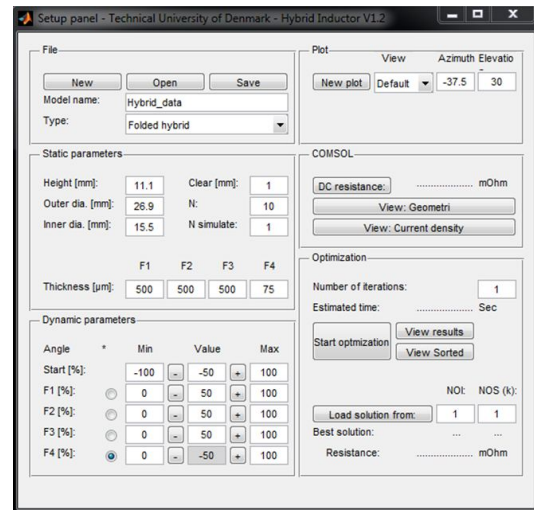 Setup panel - Technical University of Denmark - Hybrid Inductor V1.2
File
New Open Save
Model name: Hybrid_data
Type: Folded hybrid
Plot
View Azimuth Elevatio
-
New plot Default -37.5 30
Static parameters
Height [mm]: 11.1 Clear [mm]: 1
Outer dia. [mm]: 26.9 N: 10
Inner dia. [mm]: 15.5 N simulate: 1
F1 F2 F3 F4
Thickness [µm]: 500 500 500 75
COMSOL
DC resistance: .................... mOhm
View: Geometri
View: Current density
Dynamic parameters
Angle * Min Value Max
Start [%]: -100 - -50 + 100
F1 [%]: 0 - 50 + 100
F2 [%]: 0 - 50 + 100
F3 [%]: 0 - 50 + 100
F4 [%]: 0 - -50 + 100
Optimization
Number of iterations: 1
Estimated time: .................... Sec
Start optmization View results
View Sorted
NOI: NOS (k):
Load solution from: 1 1
Best solution: ... ...
Resistance: .................... mOhm